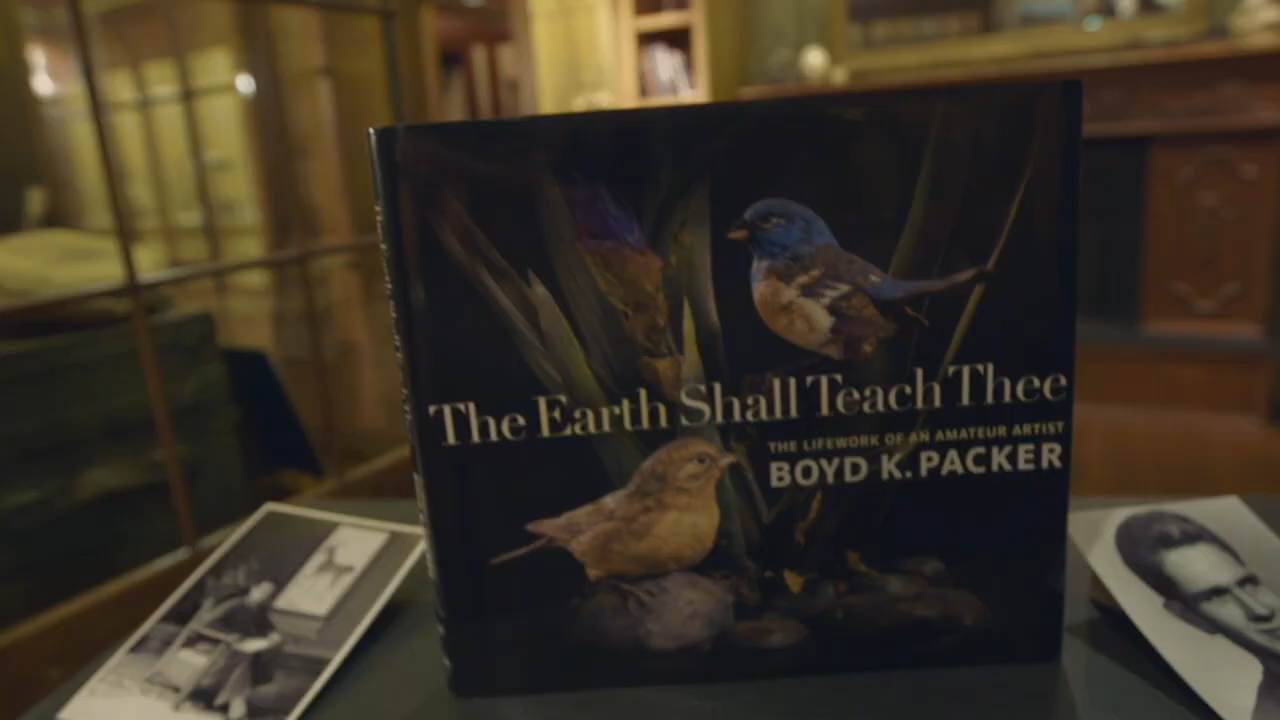 The Earth Shall Teach Thee
THE LIFEWORK OF AN AMATEUR ARTIST
BOYD K. PACKER